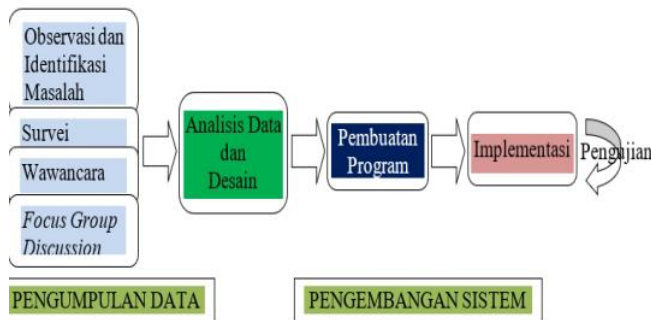 Observasi dan
Identifikasi
Masalah
Survei
Wawancara
Focus Group
Discussion
Analisis Data
dan
Desain
Pembuatan
Program
Implementasi
Pengujian
PENGUMPULAN DATA
PENGEMBANGAN SISTEM